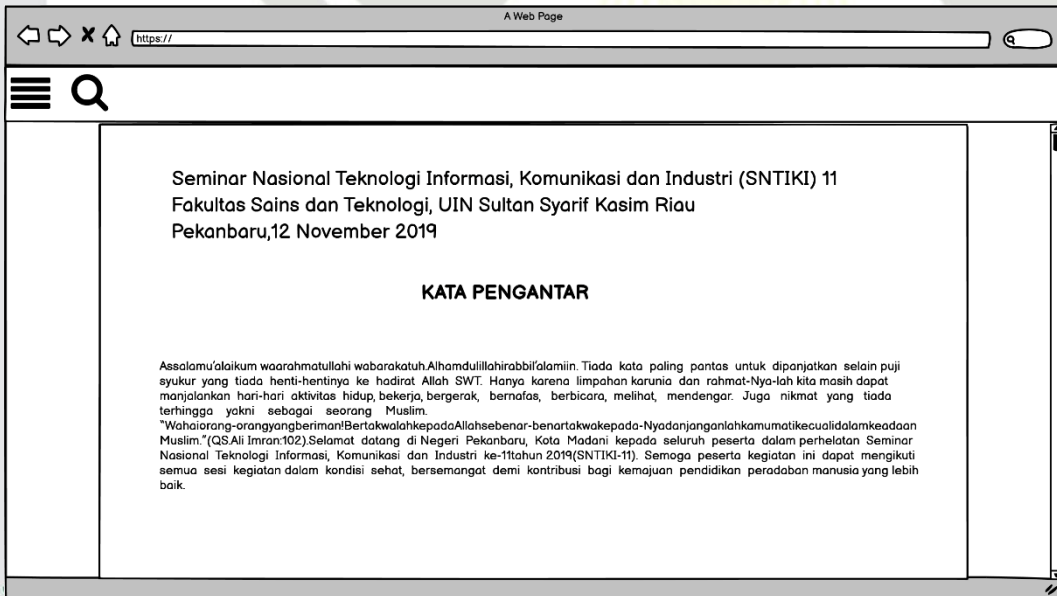 A Web Page
https://
Seminar Nasional Teknologi Informasi, Komunikasi dan Industri (SNTIKI) 11
Fakultas Sains dan Teknologi, UIN Sultan Syarif Kasim Riau
Pekanbaru,12 November 2019
KATA PENGANTAR
Assalamu'alaikum waarahmatullahi wabarakatuh.Alhamdulillahirabbil'alamiin. Tiada kata paling pantas untuk dipanjatkan selain puji
syukur yang tiada henti-hentinya ke hadirat Allah SWT. Hanya karena limpahan karunia dan rahmat-Nya-lah kita masih dapat
manjalankan hari-hari aktivitas hidup, bekerja, bergerak, bernafas, berbicara, melihat, mendengar. Juga nikmat yang tiada
terhingga yakni sebagai seorang Muslim.
"Wahaiorang-orangyangberiman!BertakwalahkepadaAllahsebenar-benartakwakepada-Nyadanjanganlahkamumatikecualidalamkeadaan
Muslim."(QS.Ali Imran:102).Selamat datang di Negeri Pekanbaru, Kota Madani kepada seluruh peserta dalam perhelatan Seminar
Nasional Teknologi Informasi, Komunikasi dan Industri ke-11tahun 2019(SNTIKI-11). Semoga peserta kegiatan ini dapat mengikuti
semua sesi kegiatan dalam kondisi sehat, bersemangat demi kontribusi bagi kemajuan pendidikan peradaban manusia yang lebih
baik.